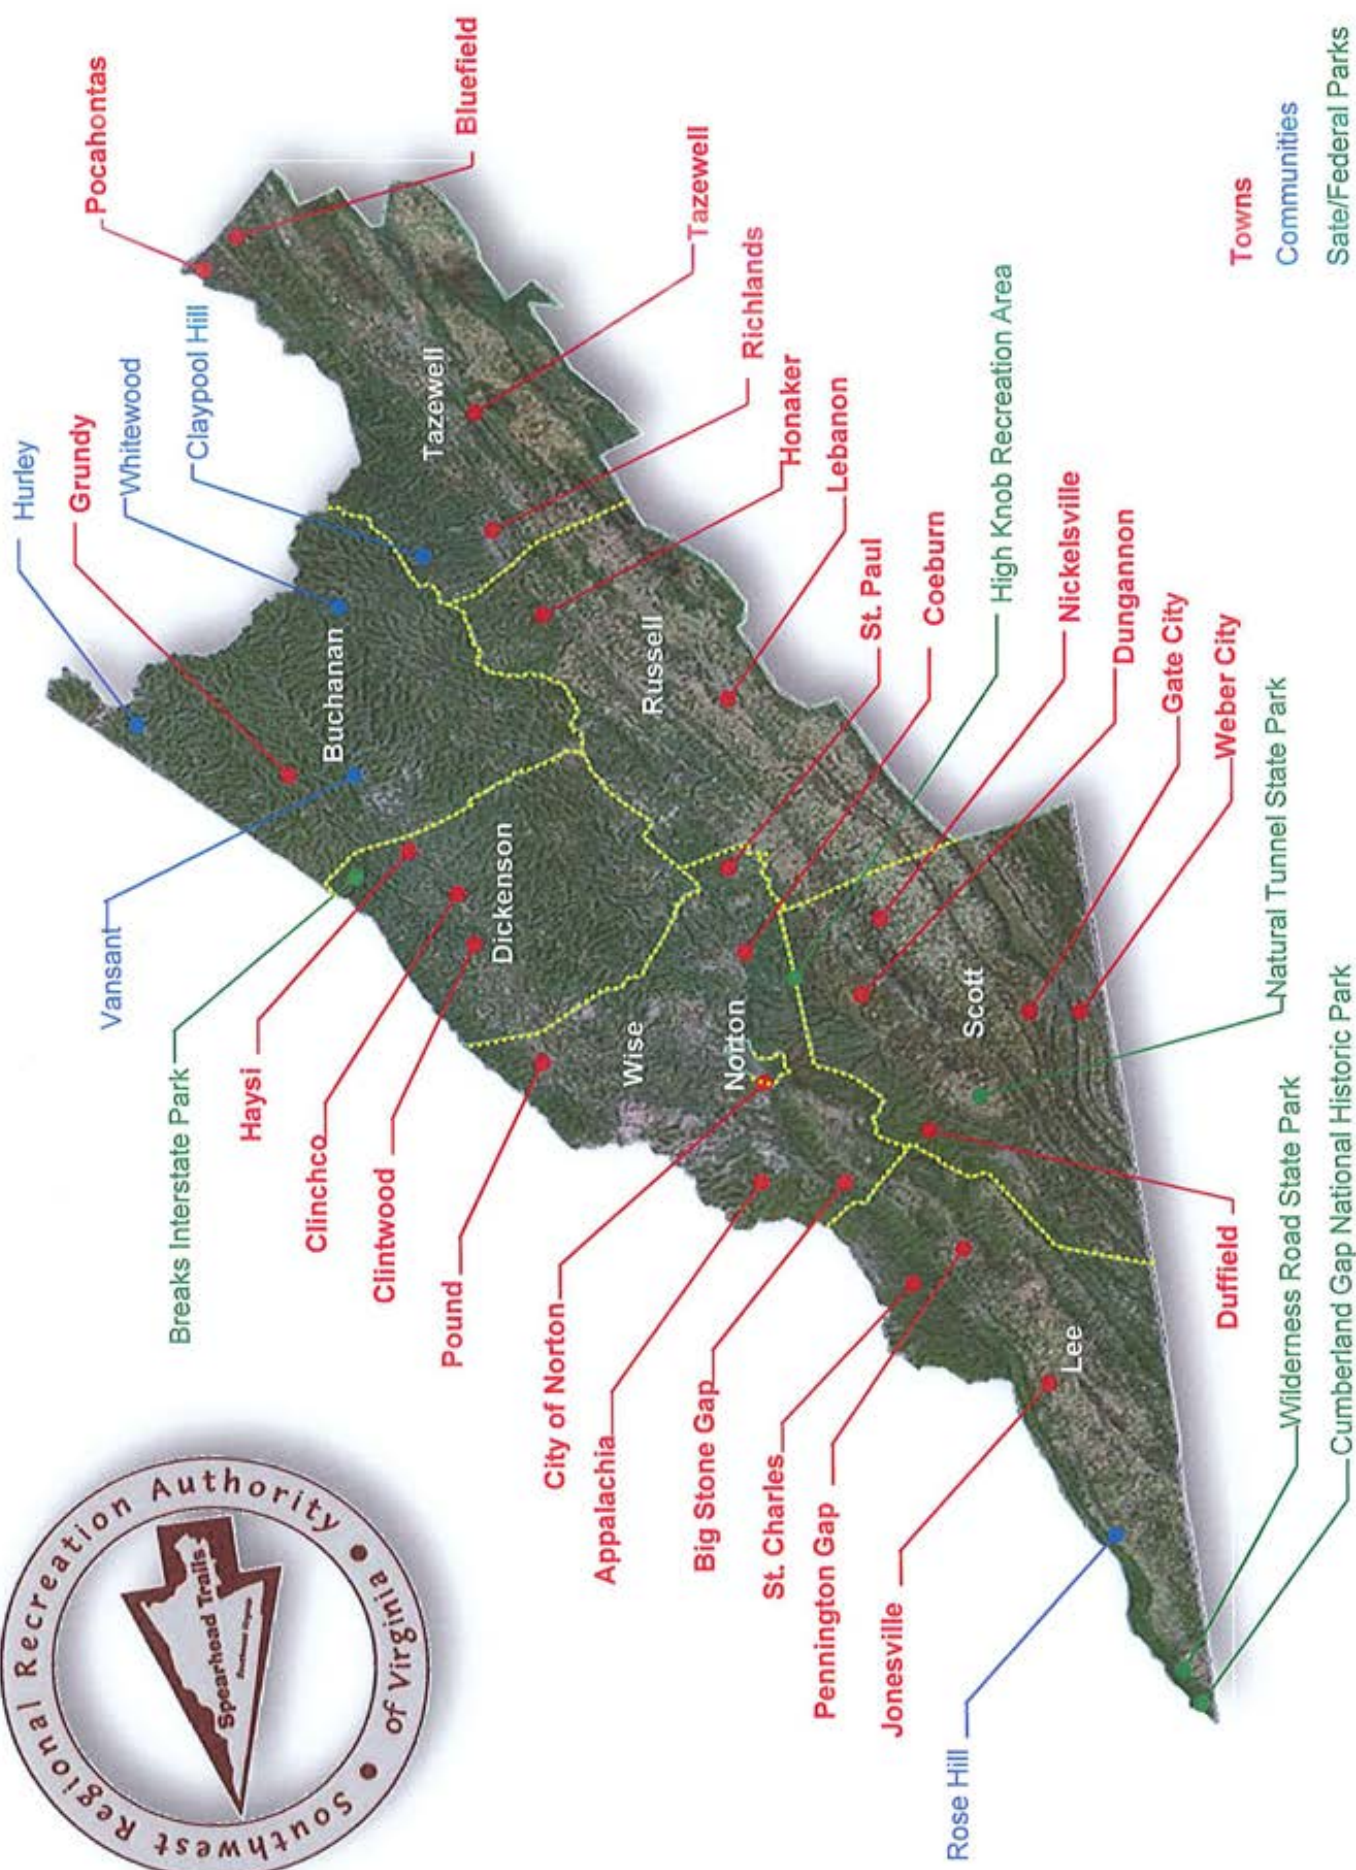 Southwest Regional Recreation Authority
of Virginia
Spearhead Trails
Southwest Virginia
Hurley
Grundy
Whitewood
Claypool Hill
Pocahontas
Bluefield
Vansant
Breaks Interstate Park
Haysi
Clinchco
Clintwood
Pound
City of Norton
Appalachia
Big Stone Gap
St. Charles
Pennington Gap
Jonesville
Rose Hill
Buchanan
Tazewell
Dickenson
Russell
Wise
Norton
Scott
Lee
Tazewell
Richlands
Honaker
Lebanon
St. Paul
Coeburn
High Knob Recreation Area
Nickelsville
Dungannon
Gate City
Weber City
Natural Tunnel State Park
Duffield
Wilderness Road State Park
Cumberland Gap National Historic Park
Towns
Communities
Sate/Federal Parks